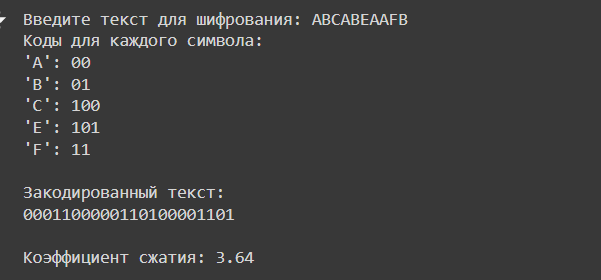 Введите текст для шифрования: ABCABEAAFB
Коды для каждого символа:
'A': 00
'B': 01
'C': 100
'E': 101
'F': 11
Закодированный текст:
0001100000110100001101
Коэффициент сжатия: 3.64